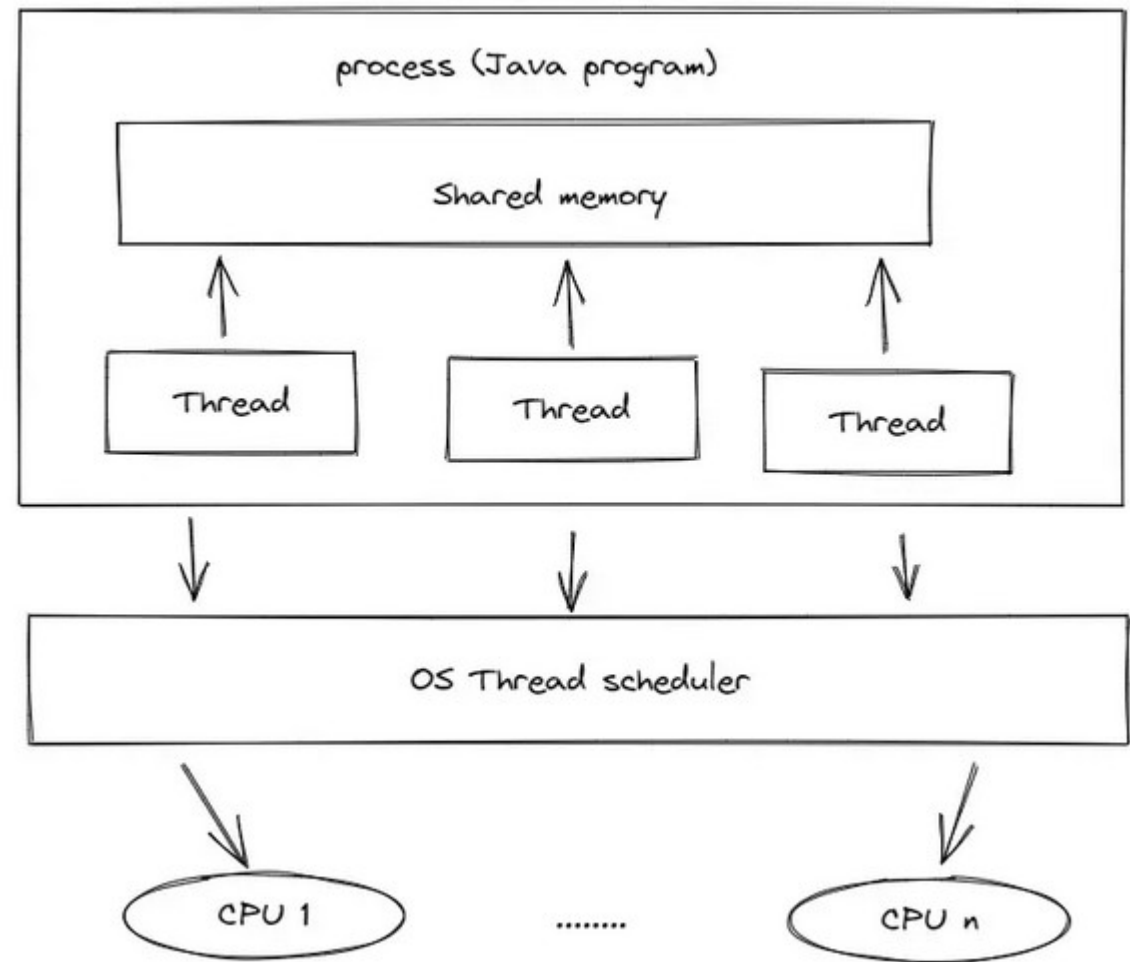 process (Java program)
Shared memory
Thread
Thread
Thread
OS Thread scheduler
CPU 1
........
CPU n